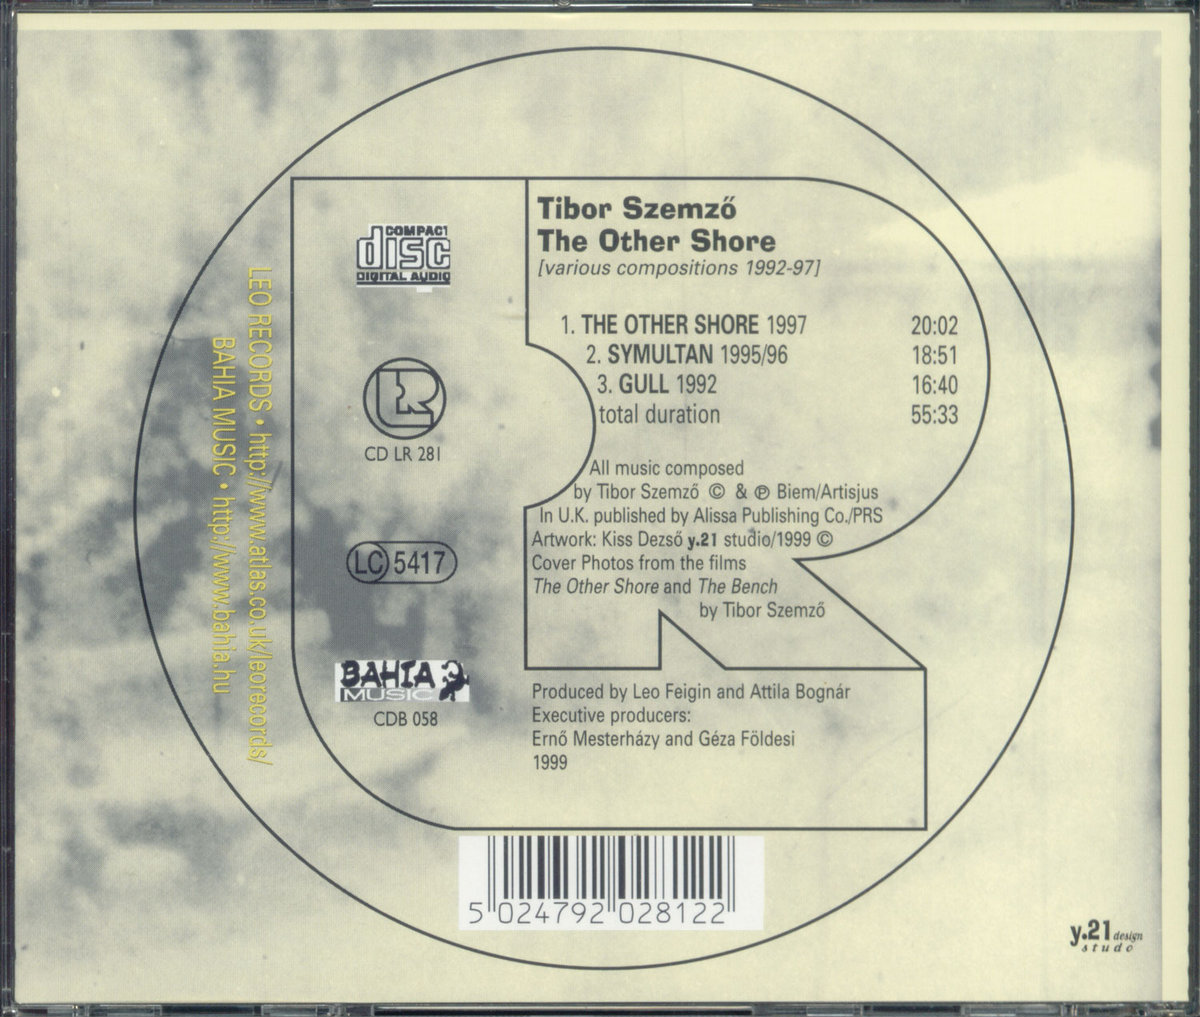 Tibor Szemző
The Other Shore
[various compositions 1992-97]
1. THE OTHER SHORE 1997 20:02
2. SYMULTAN 1995/96 18:51
3. GULL 1992 16:40
total duration 55:33
All music composed
by Tibor Szemző © & ℗ Biem/Artisjus
In U.K. published by Alissa Publishing Co./PRS
Artwork: Kiss Dezső y.21 studio/1999 ©
Cover Photos from the films
The Other Shore and The Bench
by Tibor Szemző
Produced by Leo Feigin and Attila Bognár
Executive producers:
Ernő Mesterházy and Géza Földesi
1999
COMPACT
disc
DIGITAL AUDIO
LR
CD LR 281
LC 5417
BAHIA
MUSIC
CDB 058
LEO RECORDS • http://www.atlas.co.uk/leorecords/
BAHIA MUSIC • http://www.bahia.hu
5 024792 028122
y.21 design
studo